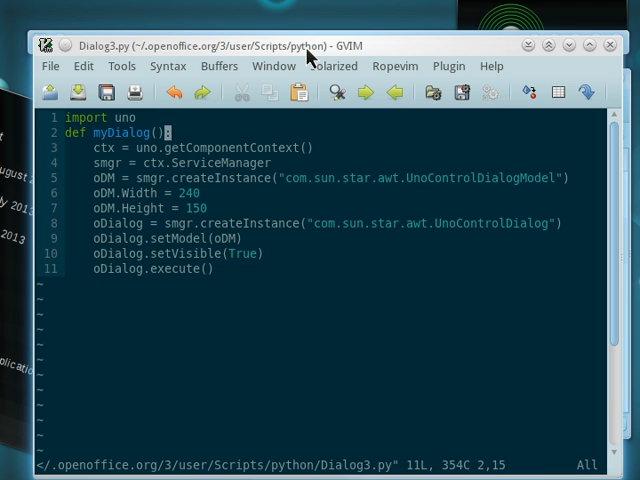 Dialog3.py (~/.openoffice.org/3/user/Scripts/python) - GVIM
File Edit Tools Syntax Buffers Window Solarized Ropevim Plugin Help
1 import uno
2 def myDialog():
3     ctx = uno.getComponentContext()
4     smgr = ctx.ServiceManager
5     oDM = smgr.createInstance("com.sun.star.awt.UnoControlDialogModel")
6     oDM.Width = 240
7     oDM.Height = 150
8     oDialog = smgr.createInstance("com.sun.star.awt.UnoControlDialog")
9     oDialog.setModel(oDM)
10     oDialog.setVisible(True)
11     oDialog.execute()
~
~
~
~
~
~
~
~
~
~
~
~
</.openoffice.org/3/user/Scripts/python/Dialog3.py" 11L, 354C 2,15 All
2013
2013